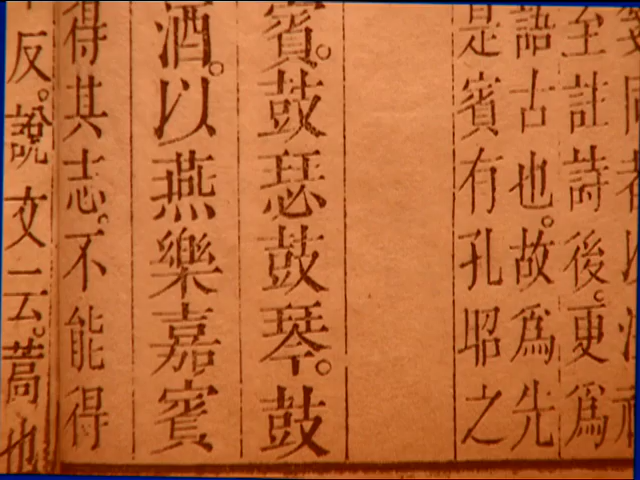 至註詩後。更爲
語古也。故爲先
是賓有孔昭之
賓。鼓瑟鼓琴。鼓
酒。以燕樂嘉賓
得其志。不能得
反。說文云。蒿也